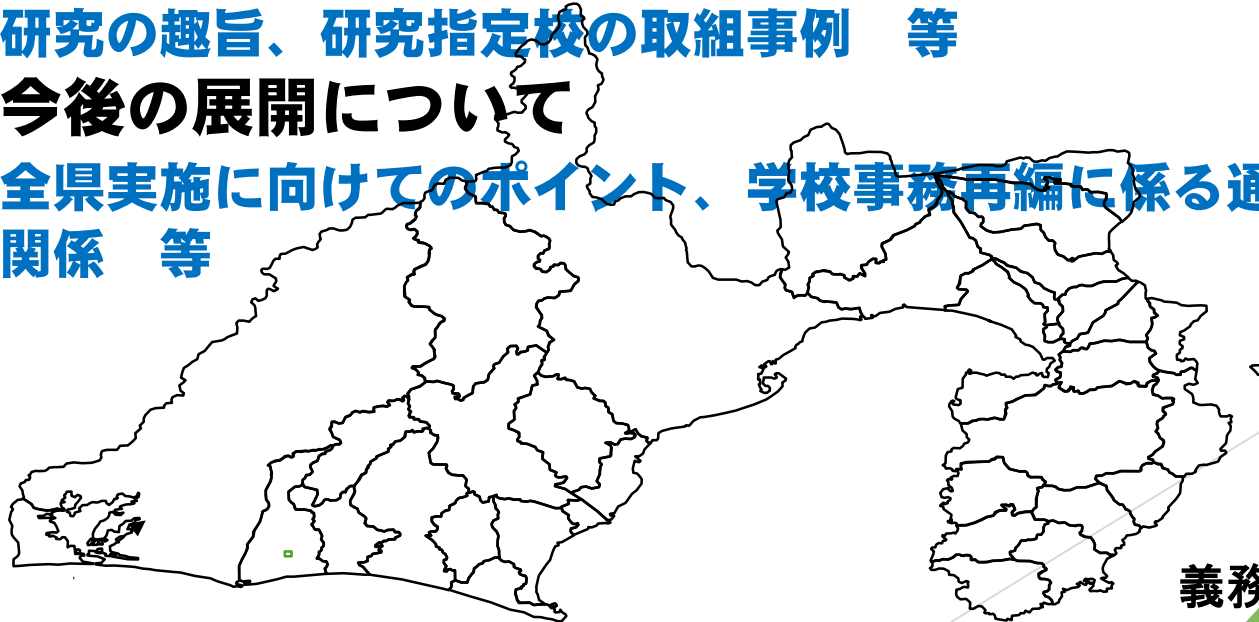 研究の趣旨、研究指定校の取組事例　等
今後の展開について
全県実施に向けてのポイント、学校事務再編に係る通
関係　等
義務